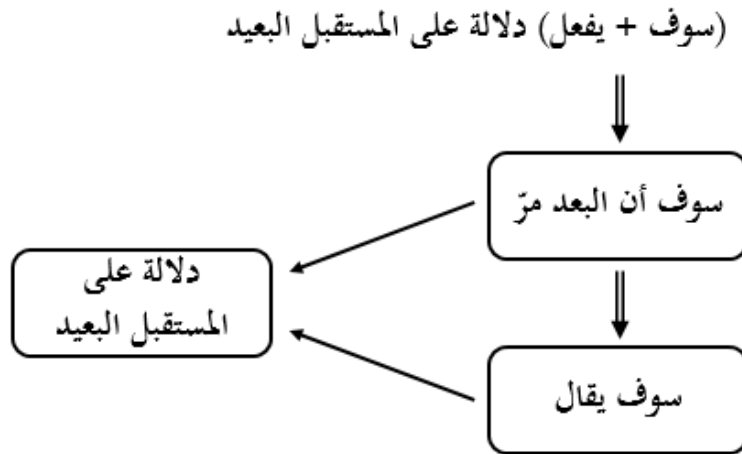 (سوف + يفعل) دلالة على المستقبل البعيد
سوف أن البعد مرّ
دلالة على
المستقبل البعيد
سوف يقال